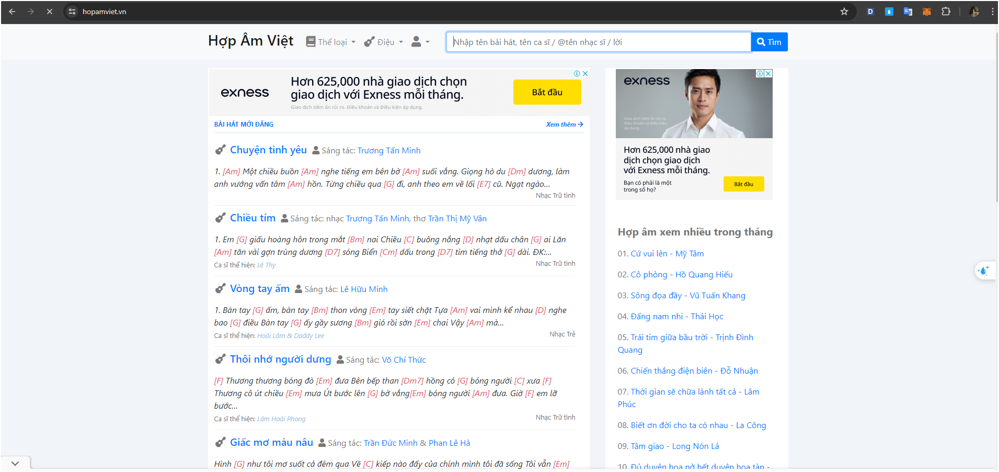 hopamviet.vn
Hợp Âm Việt
Thể loại
Điệu
Nhập tên bài hát, tên ca sĩ / @tên nhạc sĩ / lời
Tìm
exness
Hơn 625,000 nhà giao dịch chọn
giao dịch với Exness mỗi tháng.
Giao dịch tiềm ẩn rủi ro. Điều khoản và Điều kiện áp dụng.
Bắt đầu
BÀI HÁT MỚI ĐĂNG
Xem thêm
Chuyện tình yêu Sáng tác: Trương Tấn Minh
1. [Am] Một chiều buồn [Am] nghe tiếng em bên bờ [Am] suối vắng. Giọng hò du [Dm] dương, làm
anh vướng vấn tâm [Am] hồn. Từng chiều qua [G] đi, anh theo em về lối [E7] cũ. Ngạt ngào...
Nhạc Trữ tình
Chiều tím Sáng tác: nhạc Trương Tấn Minh, thơ Trần Thị Mỹ Vân
1. Em [G] giấu hoàng hôn trong mắt [Bm] nai Chiều [C] buông nắng [D] nhạt dấu chân [G] ai Lăn
[Am] tăn vài gợn trùng dương [D7] sóng Biển [Cm] dấu trong [D7] tim tiếng thở [G] dài. ĐK:...
Ca sĩ thể hiện: Lê Thy
Nhạc Trữ tình
Vòng tay ấm Sáng tác: Lê Hữu Minh
1. Bàn tay [G] ấm, bàn tay [Bm] thon vòng [Em] tay siết chặt Tựa [Am] vai mình kể nhau [D] nghe
bao [G] điều Bàn tay [G] ấy gầy sương [Bm] gió rồi sờn [Em] chai Vậy [Am] mà...
Ca sĩ thể hiện: Hoài Lâm & Daddy Lee
Nhạc Trẻ
Thôi nhớ người dưng Sáng tác: Võ Chí Thức
[F] Thương thương bóng đò [Em] đưa Bên bếp than [Dm7] hồng có [G] bóng người [C] xưa [F]
Thương cô út chiều [Em] mưa Út bước lên [G] bờ vắng[Em] bóng người [Am] đưa. Giờ [F] em lỡ
bước...
Ca sĩ thể hiện: Lâm Hoài Phong
Nhạc Trữ tình
Giấc mơ màu nâu Sáng tác: Trần Đức Minh & Phan Lê Hà
Hình [G] như tôi mơ suốt cả đêm qua Về [C] kiếp nào đấy của chính mình tôi đã sống Tôi vẫn [Em]
exness
Giao dịch tiềm ẩn rủi ro.
Điều khoản và Điều kiện
áp dụng.
Hơn 625,000 nhà giao
dịch chọn giao dịch
với Exness mỗi tháng.
Bạn có phải là một
trong số họ?
Bắt đầu
Hợp âm xem nhiều trong tháng
01. Cứ vui lên - Mỹ Tâm
02. Cô phòng - Hồ Quang Hiếu
03. Sông đọa đầy - Vũ Tuấn Khang
04. Đấng nam nhi - Thái Học
05. Trái tim giữa bầu trời - Trịnh Đình
Quang
06. Chiến thắng điện biên - Đỗ Nhuận
07. Thời gian sẽ chữa lành tất cả - Lâm
Phúc
08. Biết ơn đời cho ta có nhau - La Công
09. Tâm giao - Long Nón Lá
10. Đủ duyên hoa nở hết duyên hoa tàn -